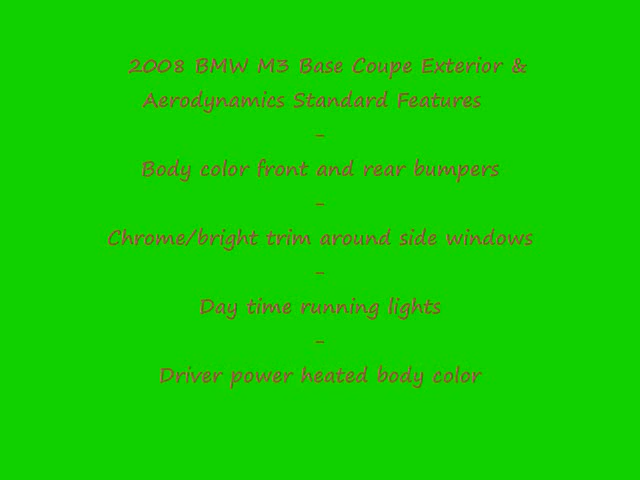 2008 BMW M3 Base Coupe Exterior &
Aerodynamics Standard Features
-
Body color front and rear bumpers
-
Chrome/bright trim around side windows
-
Day time running lights
-
Driver power heated body color